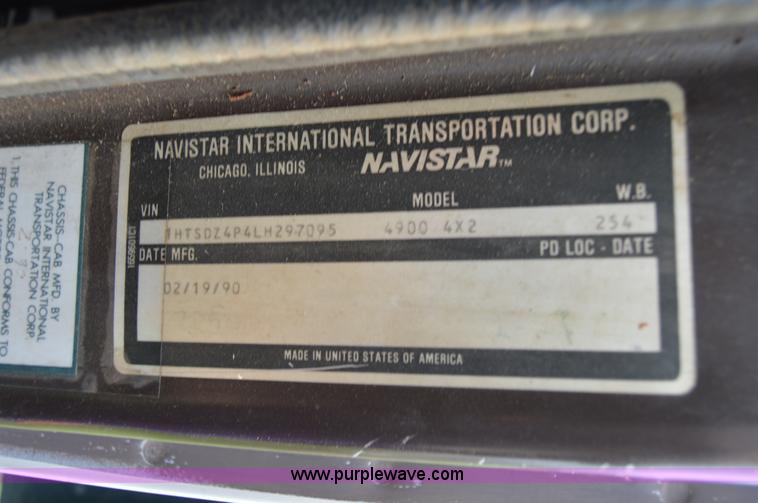 NAVISTAR INTERNATIONAL TRANSPORTATION CORP.
CHICAGO, ILLINOIS NAVISTAR™
VIN MODEL W.B.
1HTSDZ4P4LH297095 4900 4X2 254
DATE MFG. PD LOC - DATE
02/19/90
MADE IN UNITED STATES OF AMERICA
CHASSIS-CAB MFD. BY
NAVISTAR INTERNATIONAL
TRANSPORTATION CORP.
1. THIS CHASSIS-CAB CONFORMS TO
www.purplewave.com